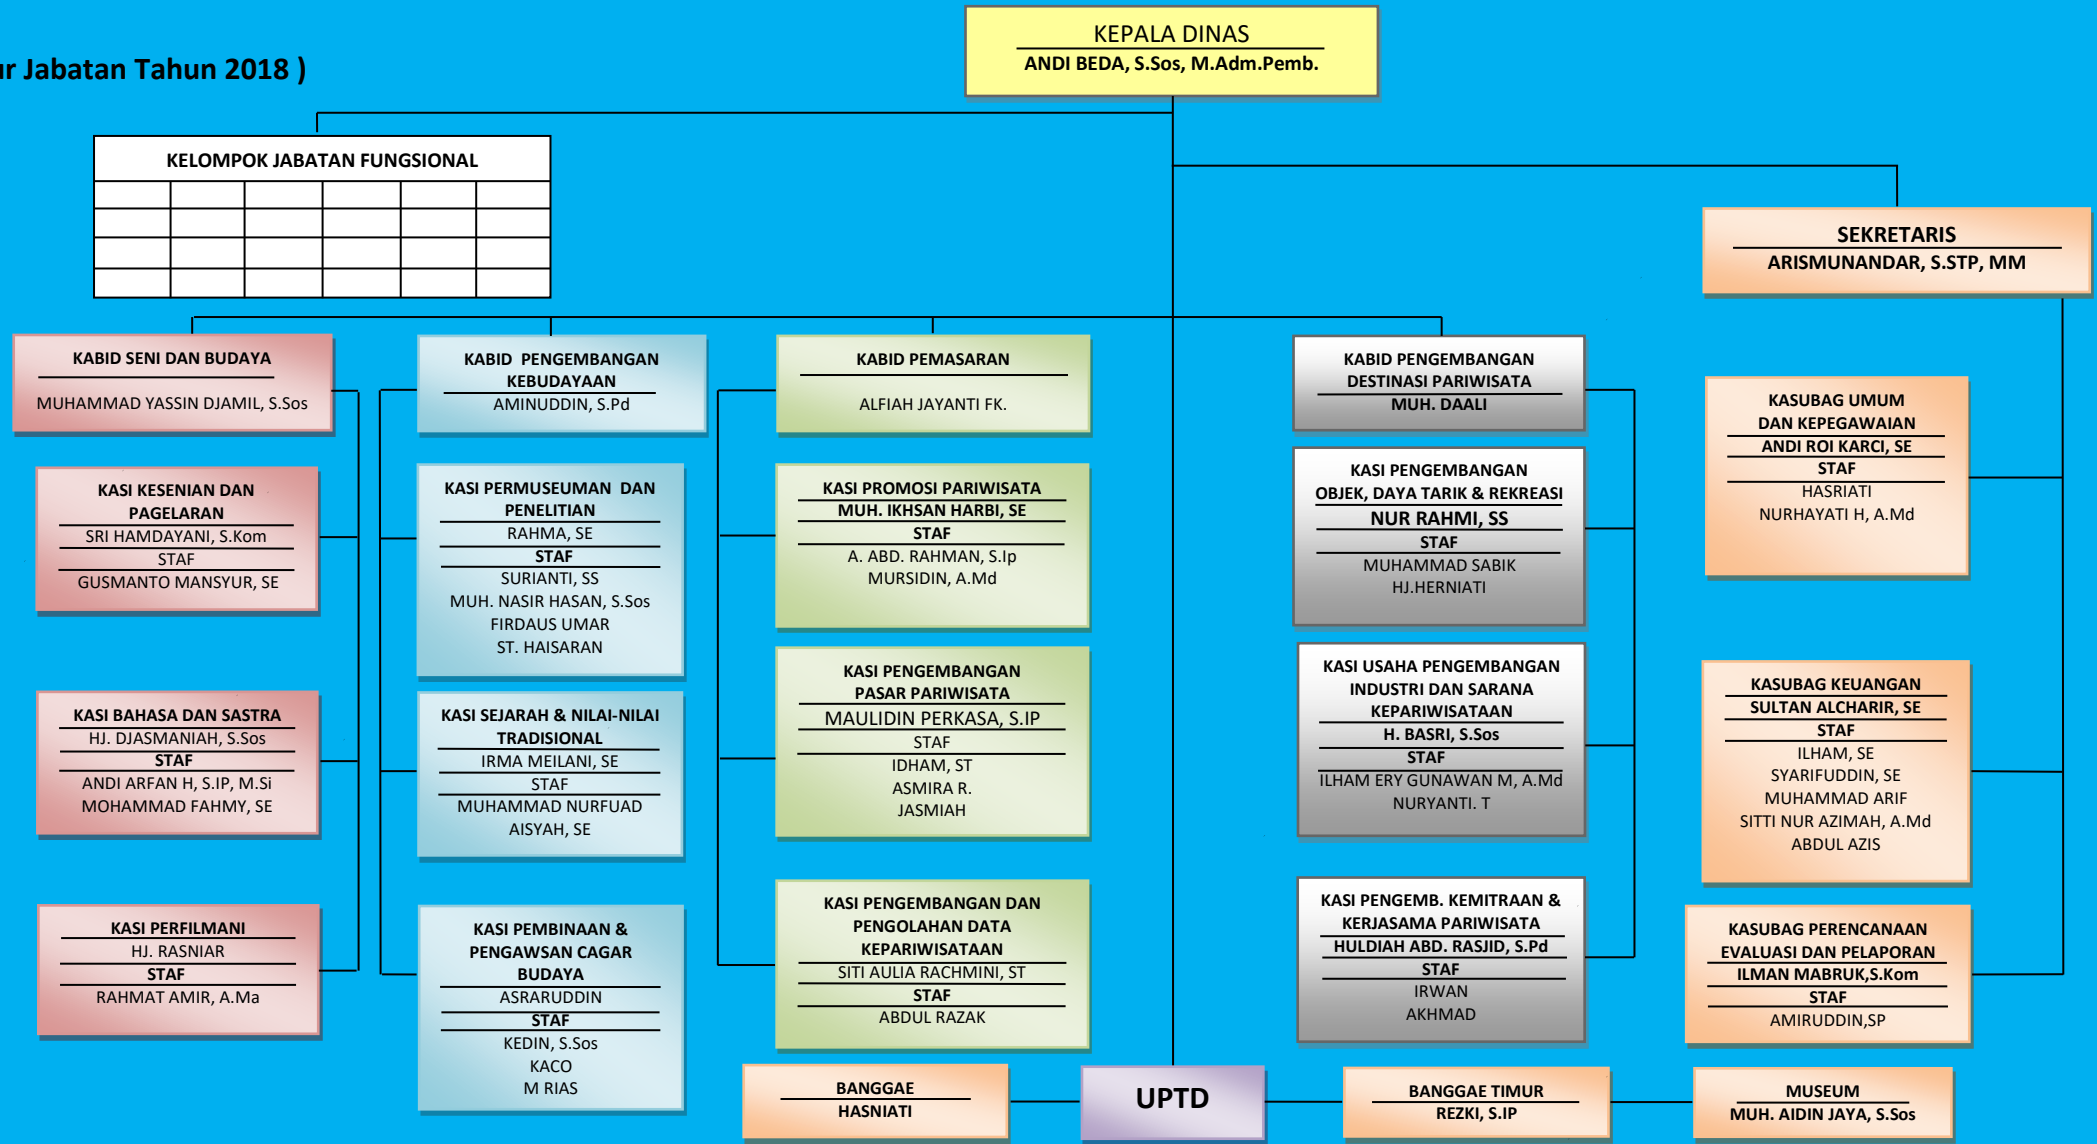 KEPALA DINAS
ANDI BEDA, S.Sos, M.Adm.Pemb.
r Jabatan Tahun 2018 )
KELOMPOK JABATAN FUNGSIONAL
SEKRETARIS
ARISMUNANDAR, S.STP, MM
KABID SENI DAN BUDAYA
MUHAMMAD YASSIN DJAMIL, S.Sos
KASI KESENIAN DAN
PAGELARAN
SRI HAMDAYANI, S.Kom
STAF
GUSMANTO MANSYUR, SE
KASI BAHASA DAN SASTRA
HJ. DJASMANIAH, S.Sos
STAF
ANDI ARFAN H, S.IP, M.Si
MOHAMMAD FAHMY, SE
KASI PERFILMANI
HJ. RASNIAR
STAF
RAHMAT AMIR, A.Ma
KABID PENGEMBANGAN
KEBUDAYAAN
AMINUDDIN, S.Pd
KASI PERMUSEUMAN DAN
PENELITIAN
RAHMA, SE
STAF
SURIANTI, SS
MUH. NASIR HASAN, S.Sos
FIRDAUS UMAR
ST. HAISARAN
KASI SEJARAH & NILAI-NILAI
TRADISIONAL
IRMA MEILANI, SE
STAF
MUHAMMAD NURFUAD
AISYAH, SE
KASI PEMBINAAN &
PENGAWSAN CAGAR
BUDAYA
ASRARUDDIN
STAF
KEDIN, S.Sos
KACO
M RIAS
KABID PEMASARAN
ALFIAH JAYANTI FK.
KASI PROMOSI PARIWISATA
MUH. IKHSAN HARBI, SE
STAF
A. ABD. RAHMAN, S.Ip
MURSIDIN, A.Md
KASI PENGEMBANGAN
PASAR PARIWISATA
MAULIDIN PERKASA, S.IP
STAF
IDHAM, ST
ASMIRA R.
JASMIAH
KASI PENGEMBANGAN DAN
PENGOLAHAN DATA
KEPARIWISATAAN
SITI AULIA RACHMINI, ST
STAF
ABDUL RAZAK
KABID PENGEMBANGAN
DESTINASI PARIWISATA
MUH. DAALI
KASI PENGEMBANGAN
OBJEK, DAYA TARIK & REKREASI
NUR RAHMI, SS
STAF
MUHAMMAD SABIK
HJ.HERNIATI
KASI USAHA PENGEMBANGAN
INDUSTRI DAN SARANA
KEPARIWISATAAN
H. BASRI, S.Sos
STAF
ILHAM ERY GUNAWAN M, A.Md
NURYANTI. T
KASI PENGEMB. KEMITRAAN &
KERJASAMA PARIWISATA
HULDIAH ABD. RASJID, S.Pd
STAF
IRWAN
AKHMAD
KASUBAG UMUM
DAN KEPEGAWAIAN
ANDI ROI KARCI, SE
STAF
HASRIATI
NURHAYATI H, A.Md
KASUBAG KEUANGAN
SULTAN ALCHARIR, SE
STAF
ILHAM, SE
SYARIFUDDIN, SE
MUHAMMAD ARIF
SITTI NUR AZIMAH, A.Md
ABDUL AZIS
KASUBAG PERENCANAAN
EVALUASI DAN PELAPORAN
ILMAN MABRUK,S.Kom
STAF
AMIRUDDIN,SP
BANGGAE
HASNIATI
UPTD
BANGGAE TIMUR
REZKI, S.IP
MUSEUM
MUH. AIDIN JAYA, S.Sos